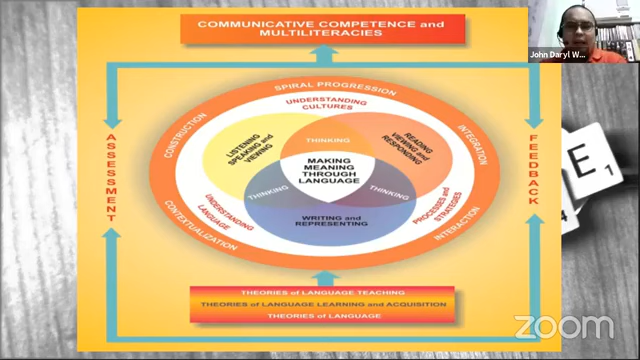 COMMUNICATIVE COMPETENCE and
MULTILITERACIES
John Daryl W...
SPIRAL PROGRESSION
UNDERSTANDING
CULTURES
CONSTRUCTION
INTEGRATION
LISTENING
SPEAKING and
VIEWING
THINKING
READING
VIEWING and
RESPONDING
MAKING
MEANING
THROUGH
LANGUAGE
ASSESSMENT
FEEDBACK
E1
THINKING
THINKING
UNDERSTANDING
LANGUAGE
WRITING and
REPRESENTING
PROCESSES and
STRATEGIES
CONTEXTUALIZATION
INTERACTION
4
THEORIES of LANGUAGE TEACHING
THEORIES of LANGUAGE LEARNING and ACQUISITION
THEORIES of LANGUAGE
zoom